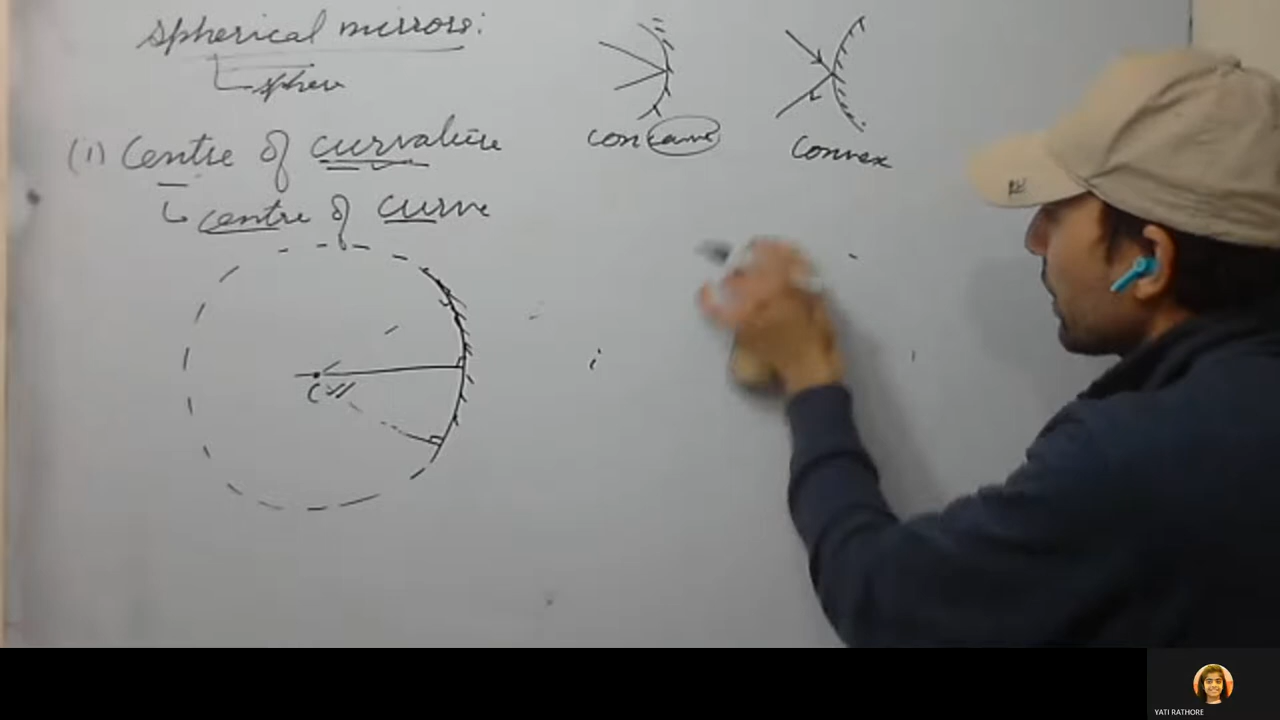 Spherical mirrors:
sphere
(1) Centre of curvature
centre of curve
concave
Convex
C
i
YATI RATHORE